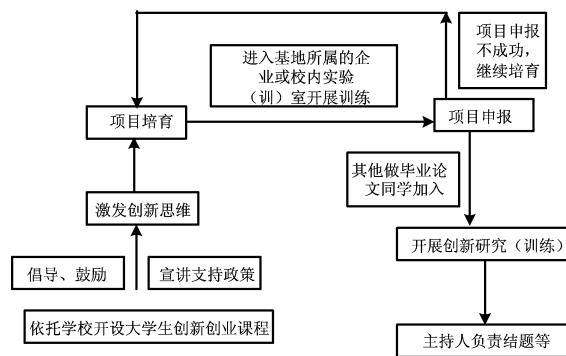 项目申报
不成功，
继续培育
进入基地所属的企
业或校内实验
（训）室开展训练
项目培育
项目申报
其他做毕业论
文同学加入
激发创新思维
开展创新研究（训练）
倡导、鼓励
宣讲支持政策
依托学校开设大学生创新创业课程
主持人负责结题等